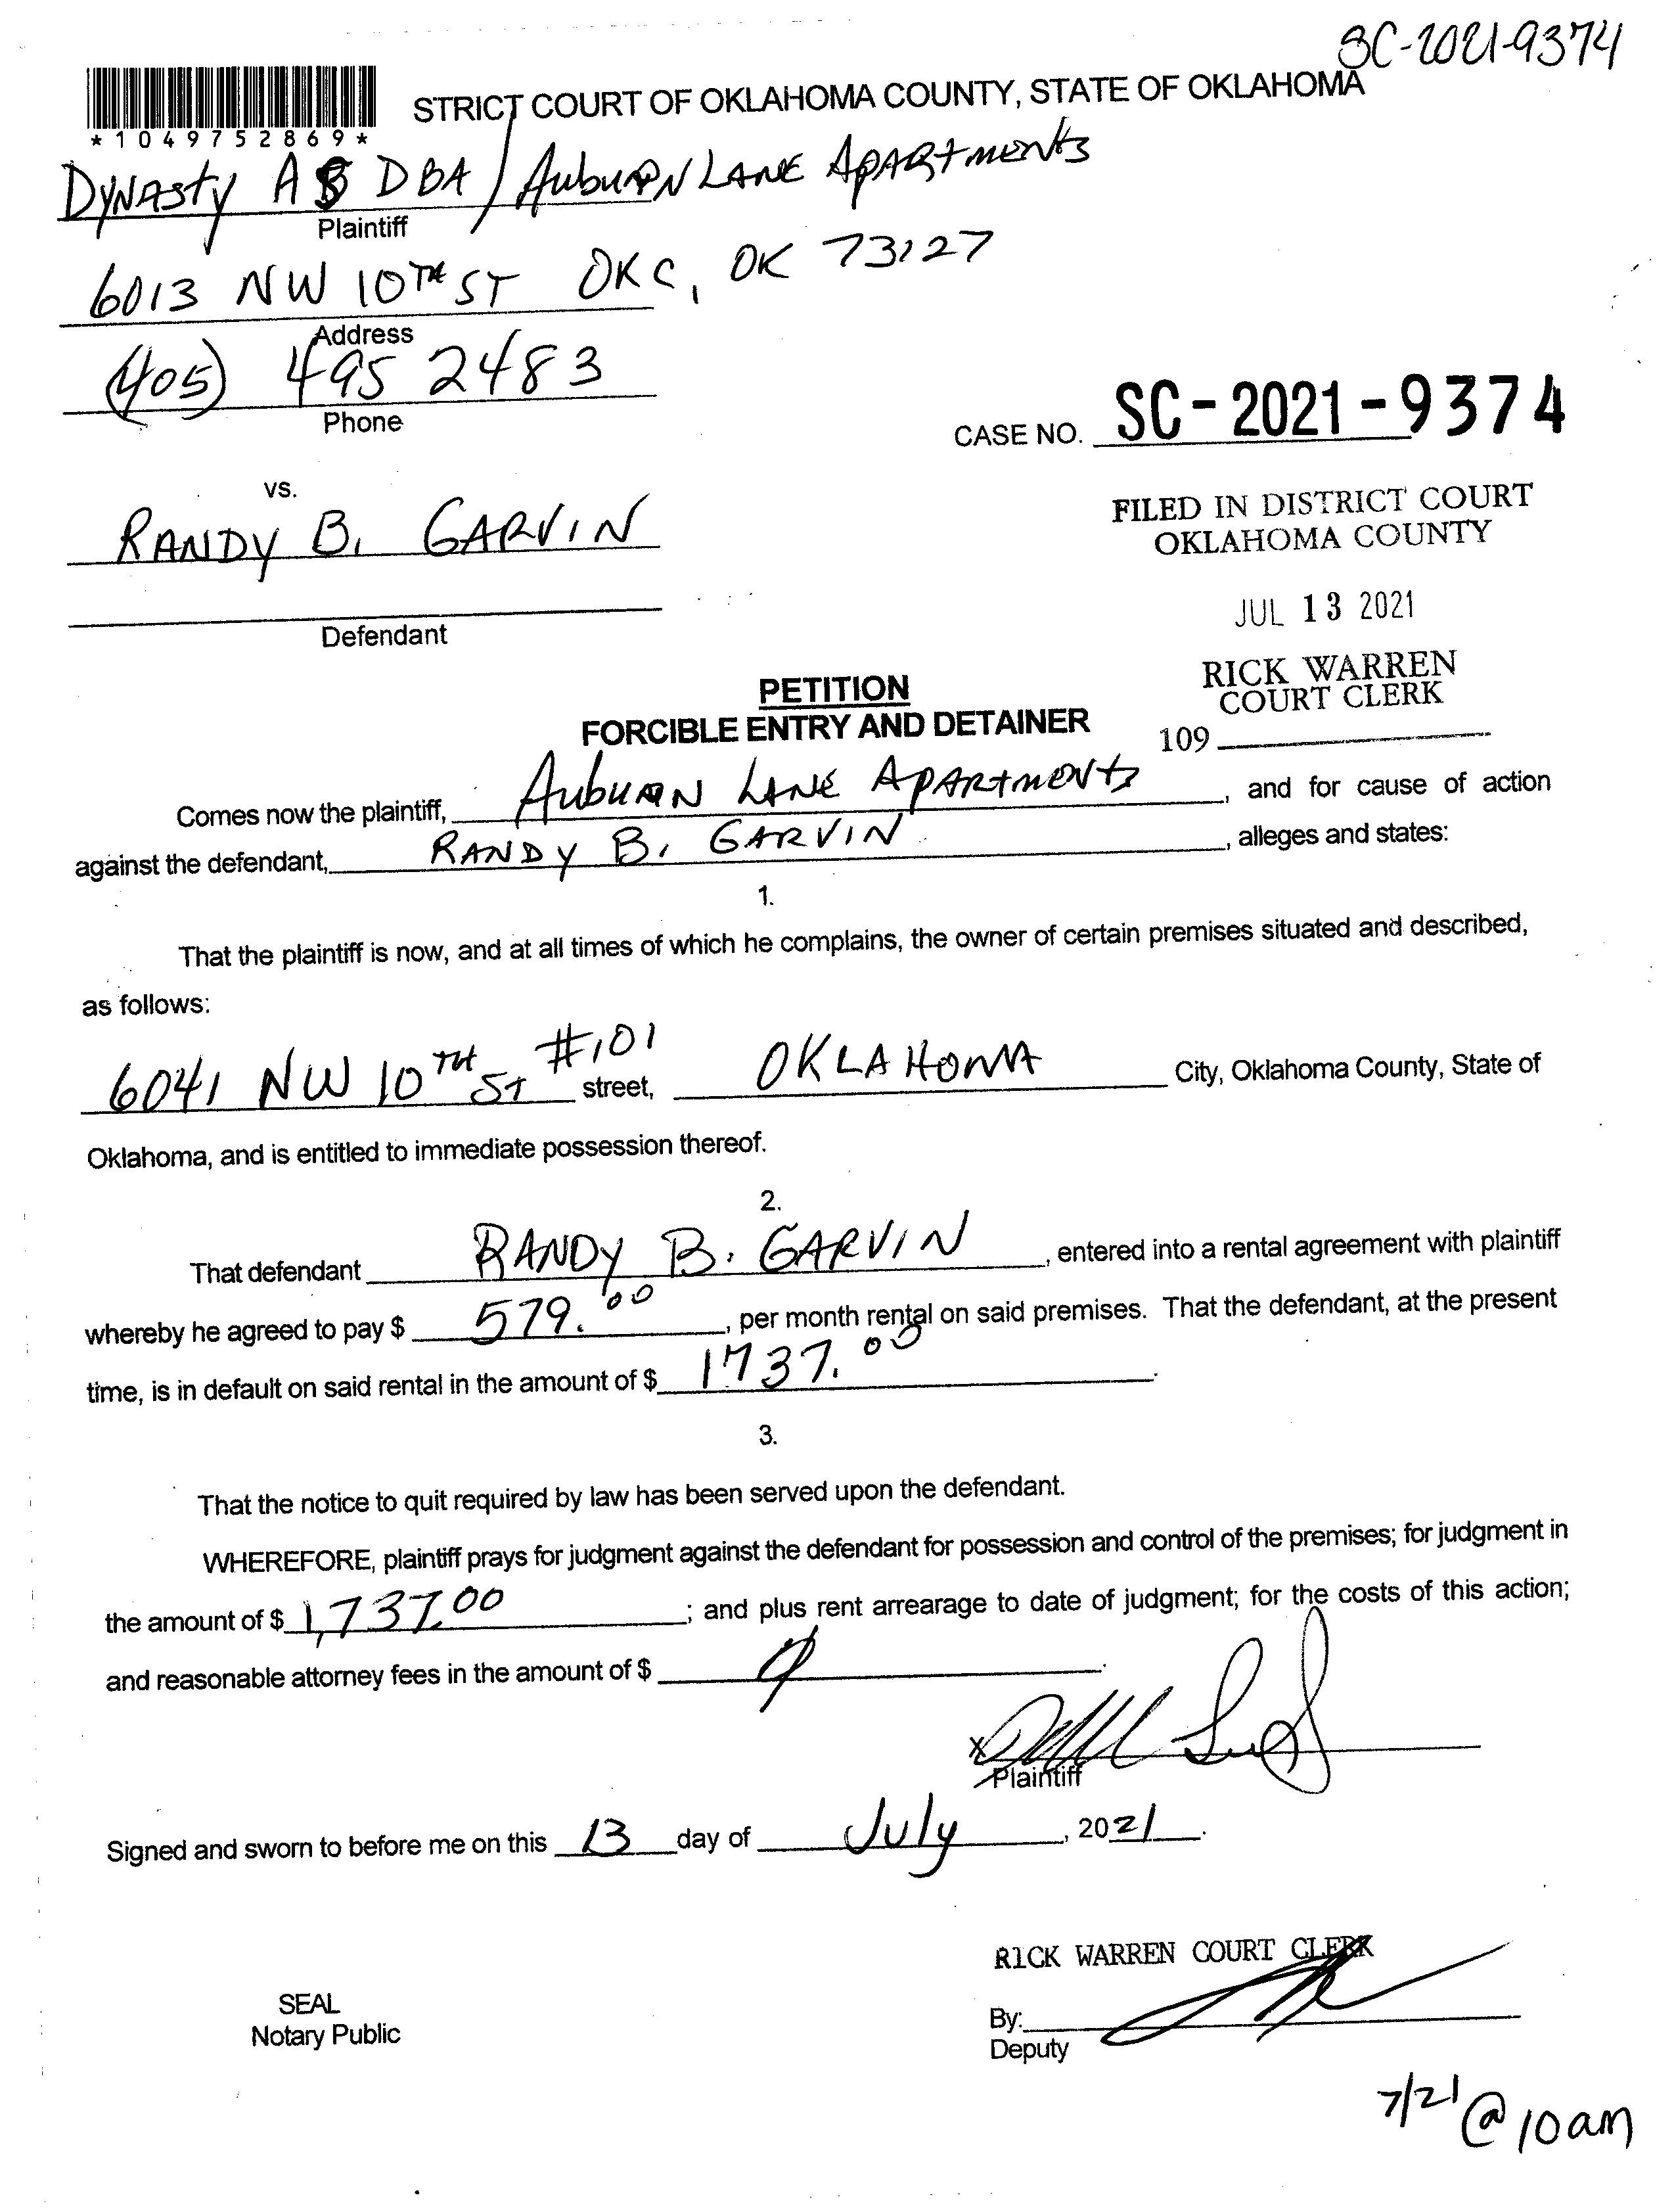 SC-2021-9374
STRICT COURT OF OKLAHOMA COUNTY, STATE OF OKLAHOMA
*1049752869*
DYNASTY A8 DBA / AUBURN LANE APARTMENTS
Plaintiff
6013 NW 10TH ST OKC, OK 73127
Address
(405) 495 2483
Phone
CASE NO. SC-2021-9374
vs.
RANDY B. GARVIN
Defendant
FILED IN DISTRICT COURT
OKLAHOMA COUNTY
JUL 13 2021
RICK WARREN
COURT CLERK
109
PETITION
FORCIBLE ENTRY AND DETAINER
Comes now the plaintiff, AUBURN LANE APARTMENTS, and for cause of action
against the defendant, RANDY B. GARVIN, alleges and states:
1.
That the plaintiff is now, and at all times of which he complains, the owner of certain premises situated and described,
as follows:
6041 NW 10TH ST #101 street, OKLAHOMA City, Oklahoma County, State of
Oklahoma, and is entitled to immediate possession thereof.
2.
That defendant RANDY B. GARVIN, entered into a rental agreement with plaintiff
whereby he agreed to pay $ 579.00, per month rental on said premises. That the defendant, at the present
time, is in default on said rental in the amount of $ 1737.00.
3.
That the notice to quit required by law has been served upon the defendant.
WHEREFORE, plaintiff prays for judgment against the defendant for possession and control of the premises; for judgment in
the amount of $ 1,737.00; and plus rent arrearage to date of judgment; for the costs of this action;
and reasonable attorney fees in the amount of $ .
X
Plaintiff
Signed and sworn to before me on this 13 day of July, 2021.
RICK WARREN COURT CLERK
SEAL
Notary Public
By:
Deputy
7/21 @ 10am